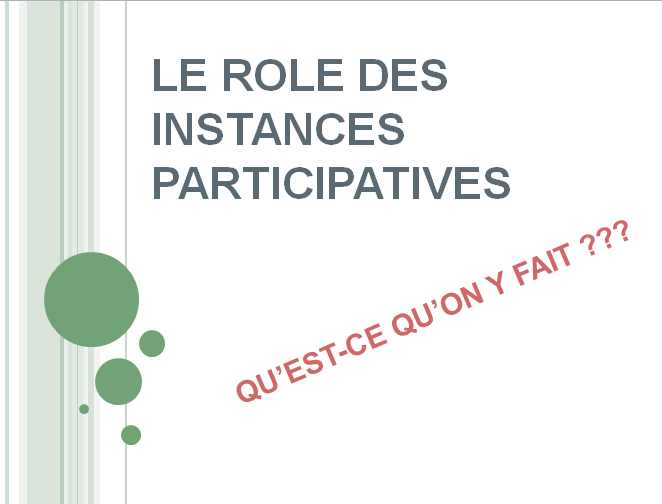 LE ROLE DES
INSTANCES
PARTICIPATIVES
QU’EST-CE QU’ON Y FAIT ???